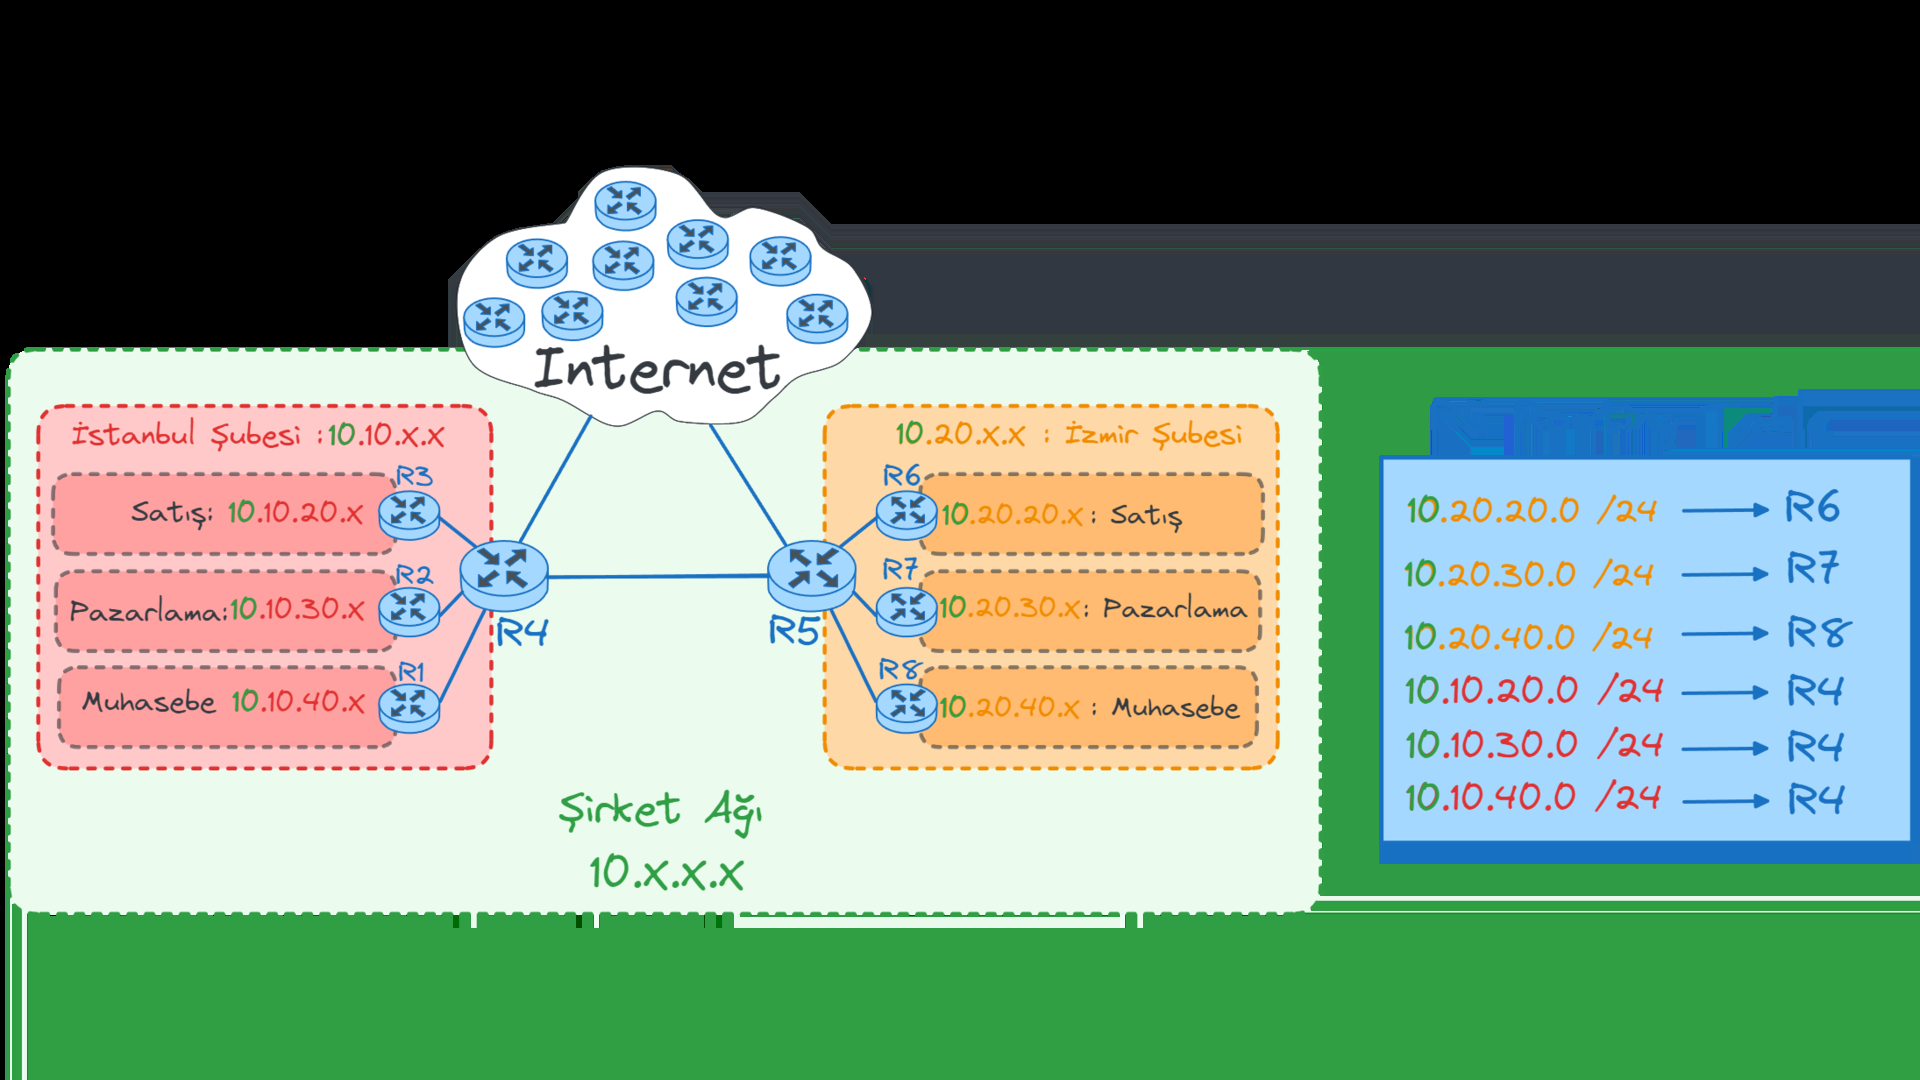 Internet
İstanbul Şubesi :10.10.x.x
R3
Satış: 10.10.20.x
R2
Pazarlama:10.10.30.x
R1
Muhasebe 10.10.40.x
R4
R5
10.20.x.x : İzmir Şubesi
R6
10.20.20.x : Satış
R7
10.20.30.x: Pazarlama
R8
10.20.40.x : Muhasebe
Şirket Ağı
10.x.x.x
10.20.20.0 /24 R6
10.20.30.0 /24 R7
10.20.40.0 /24 R8
10.10.20.0 /24 R4
10.10.30.0 /24 R4
10.10.40.0 /24 R4